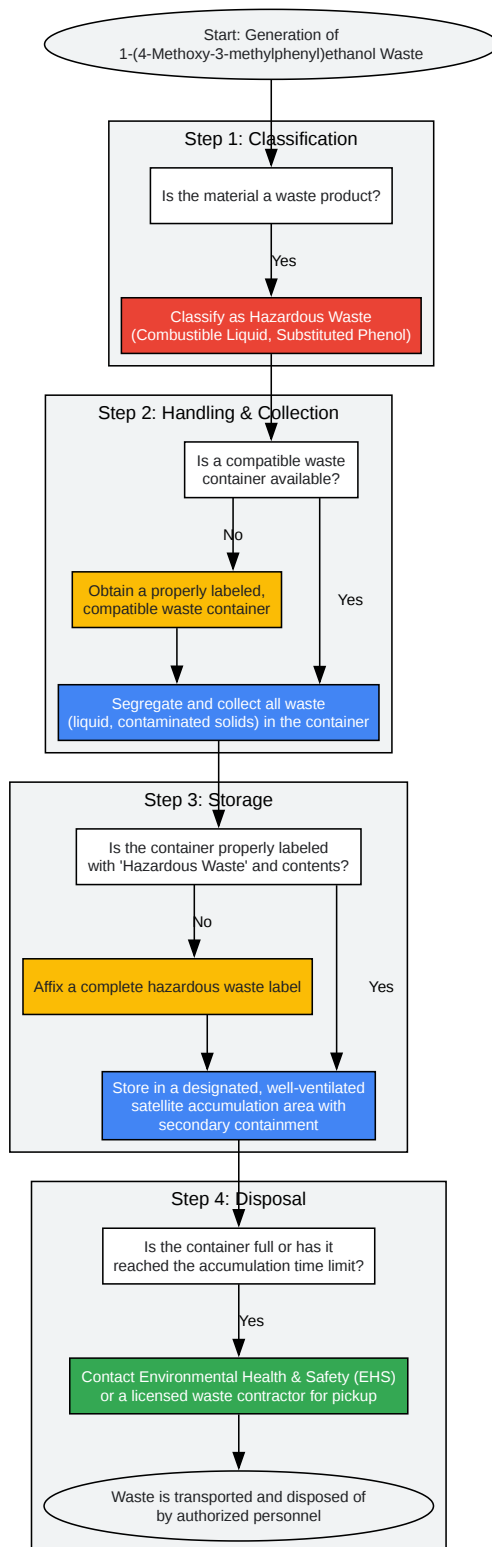 Start: Generation of
1-(4-Methoxy-3-methylphenyl)ethanol Waste
Step 1: Classification
Is the material a waste product?
Yes
Classify as Hazardous Waste
(Combustible Liquid, Substituted Phenol)
Step 2: Handling & Collection
Is a compatible waste
container available?
No
Obtain a properly labeled,
compatible waste container
Yes
Segregate and collect all waste
(liquid, contaminated solids) in the container
Step 3: Storage
Is the container properly labeled
with 'Hazardous Waste' and contents?
No
Affix a complete hazardous waste label
Yes
Store in a designated, well-ventilated
satellite accumulation area with
secondary containment
Step 4: Disposal
Is the container full or has it
reached the accumulation time limit?
Yes
Contact Environmental Health & Safety (EHS)
or a licensed waste contractor for pickup
Waste is transported and disposed of
by authorized personnel